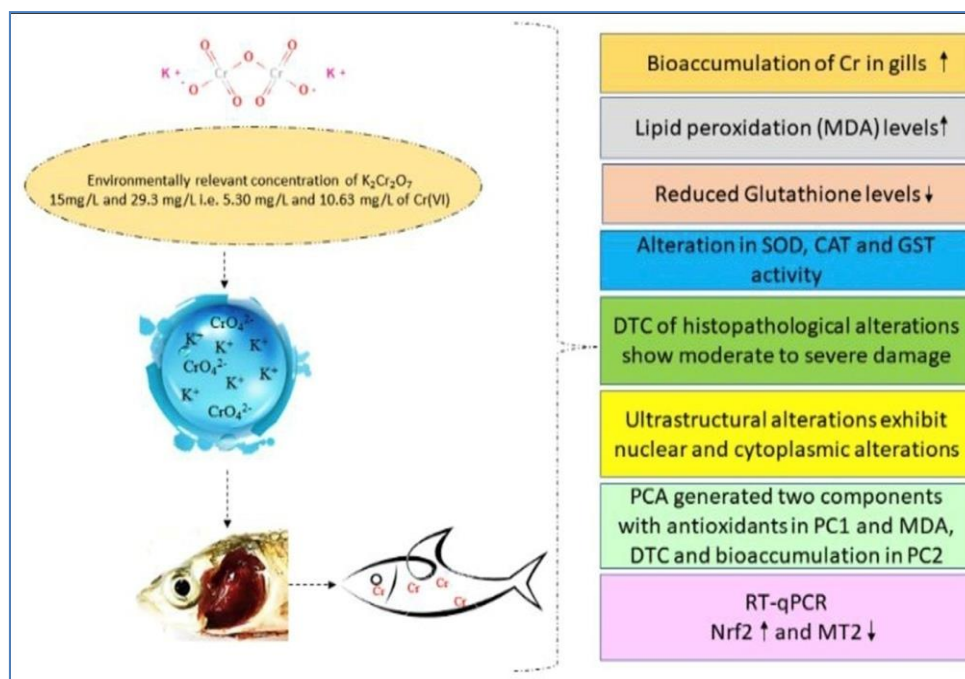 O O O O
K + Cr O Cr K +
O O O O
Environmentally relevant concentration of K₂Cr₂O₇
15mg/L and 29.3 mg/L i.e. 5.30 mg/L and 10.63 mg/L of Cr(VI)
CrO₄²⁻
K⁺ K⁺ K⁺
CrO₄²⁻ K⁺
K⁺ K⁺
CrO₄²⁻
Cr Cr Cr
Cr
Bioaccumulation of Cr in gills ↑
Lipid peroxidation (MDA) levels↑
Reduced Glutathione levels ↓
Alteration in SOD, CAT and GST
activity
DTC of histopathological alterations
show moderate to severe damage
Ultrastructural alterations exhibit
nuclear and cytoplasmic alterations
PCA generated two components
with antioxidants in PC1 and MDA,
DTC and bioaccumulation in PC2
RT-qPCR
Nrf2 ↑ and MT2 ↓